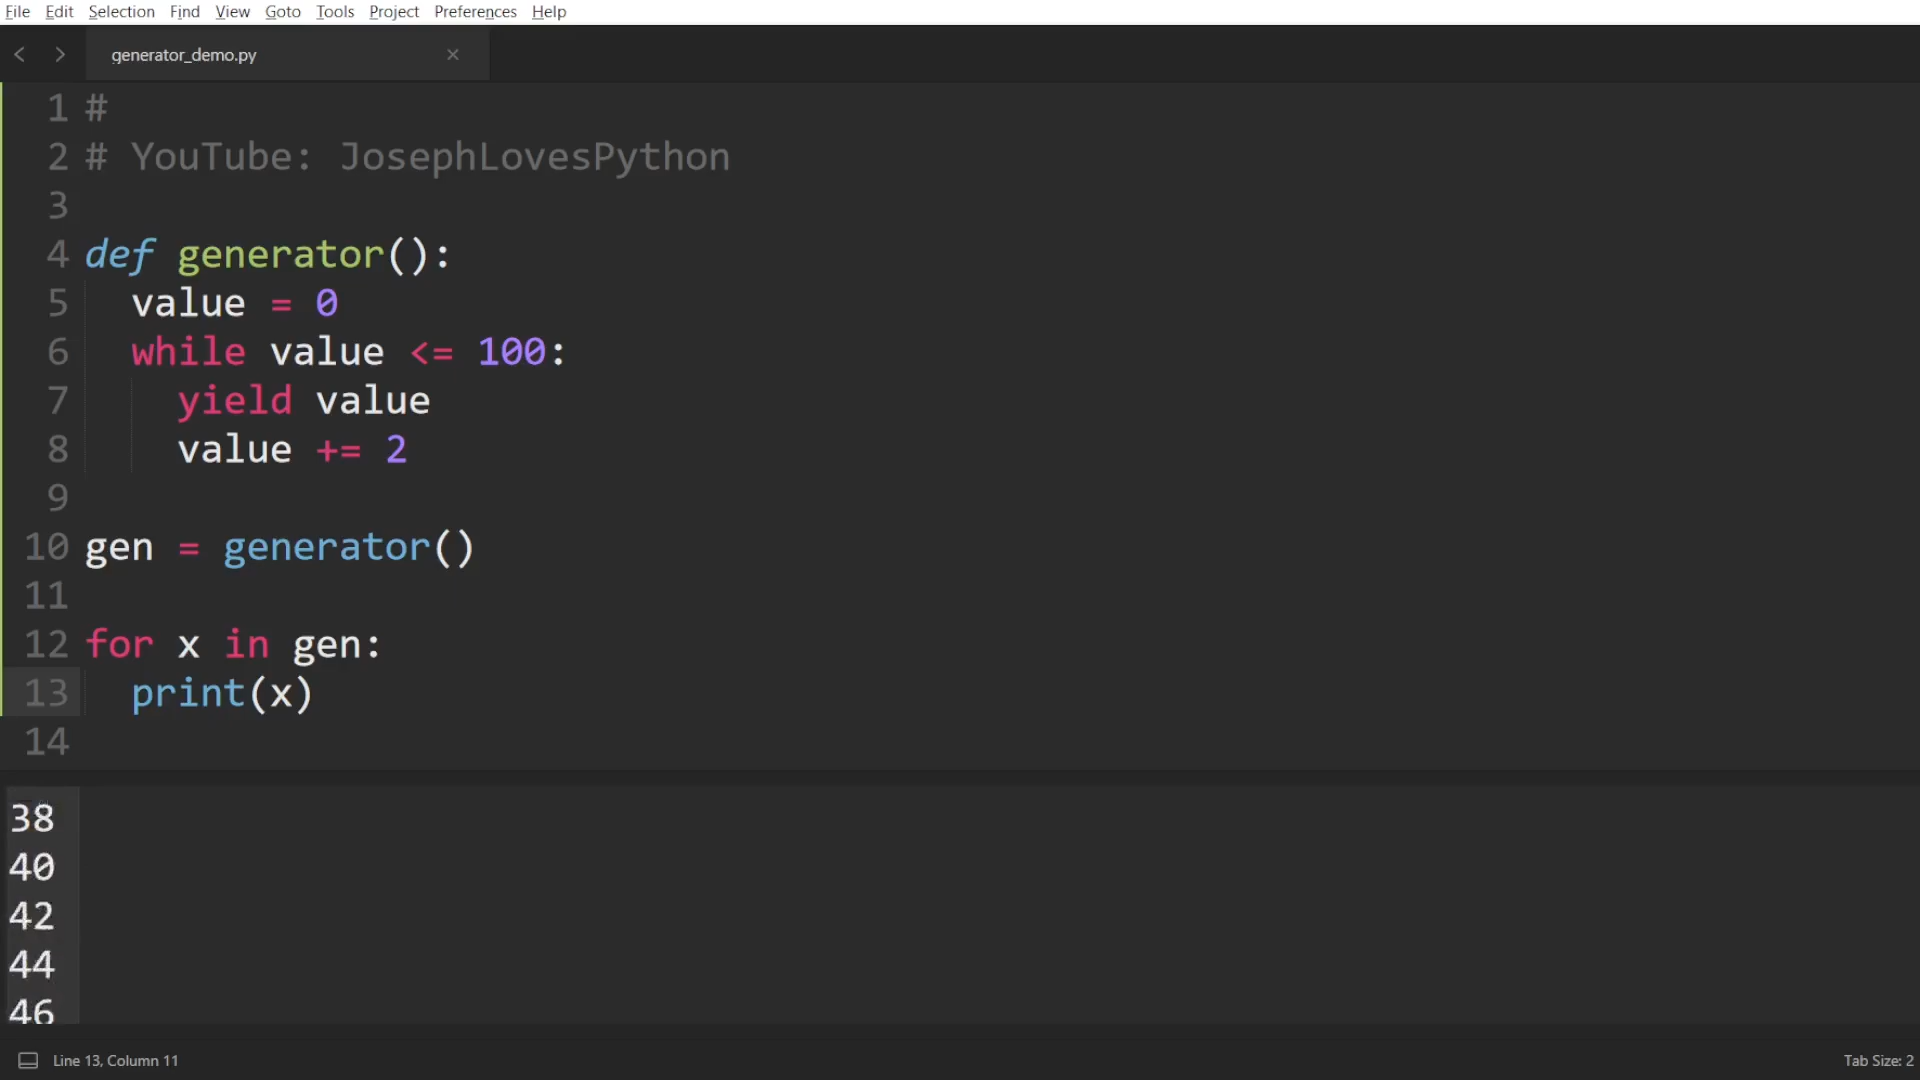 File Edit Selection Find View Goto Tools Project Preferences Help
generator_demo.py
1 #
2 # YouTube: JosephLovesPython
3
4 def generator():
5   value = 0
6   while value <= 100:
7     yield value
8     value += 2
9
10 gen = generator()
11
12 for x in gen:
13   print(x)
14
38
40
42
44
46
Line 13, Column 11 Tab Size: 2